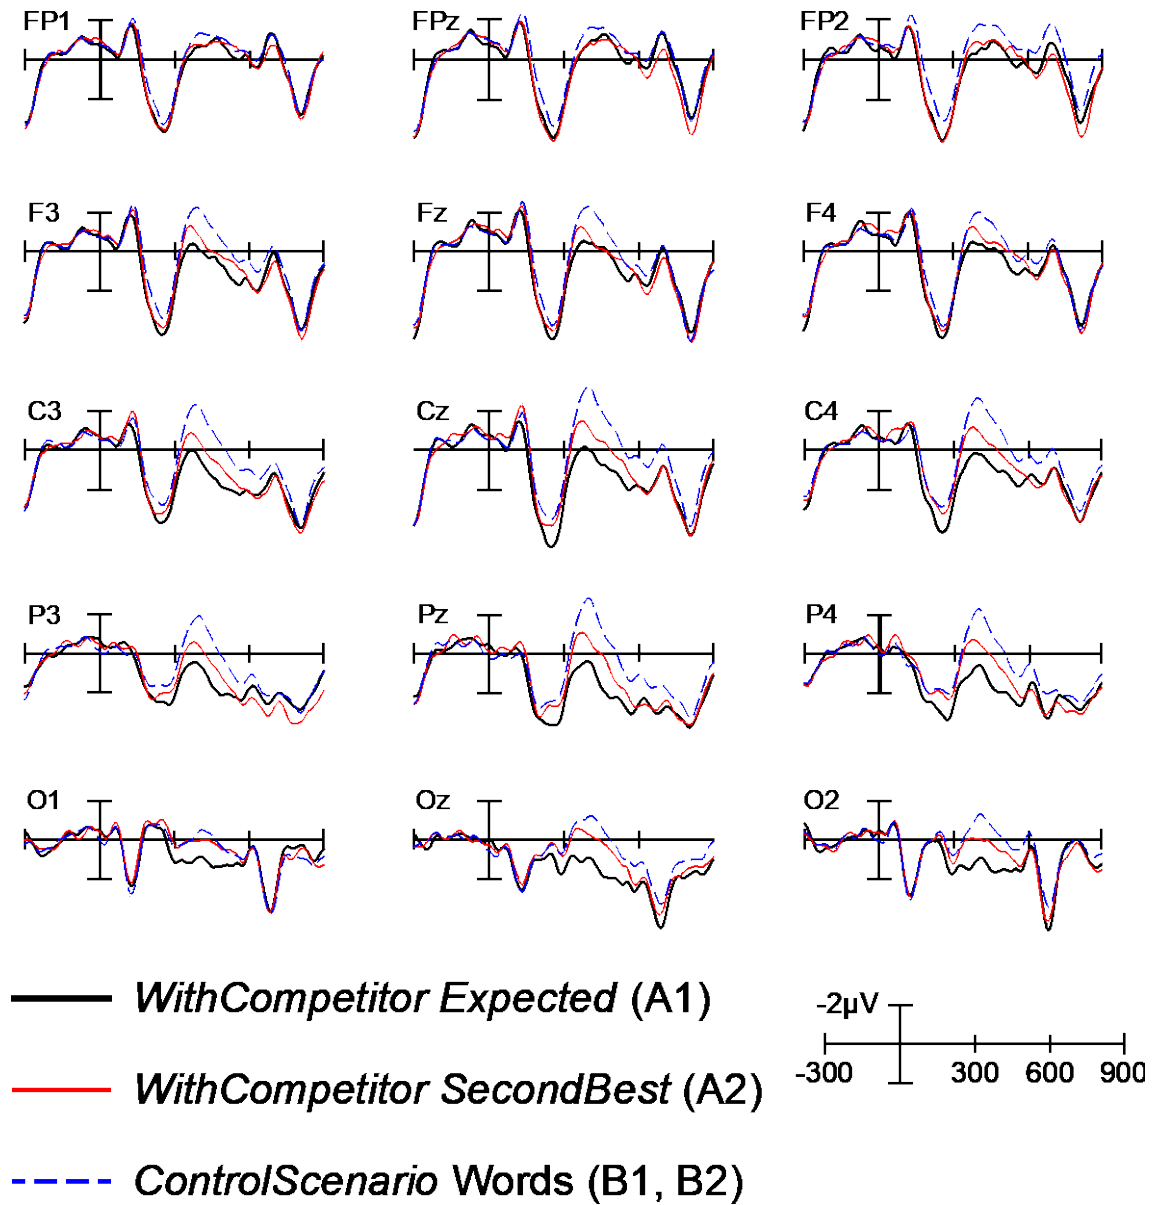 FP1 FPz FP2
F3 Fz F4
C3 Cz C4
P3 Pz P4
O1 Oz O2
WithCompetitor Expected (A1)
-2µV
-300 300 600 900
WithCompetitor SecondBest (A2)
ControlScenario Words (B1, B2)